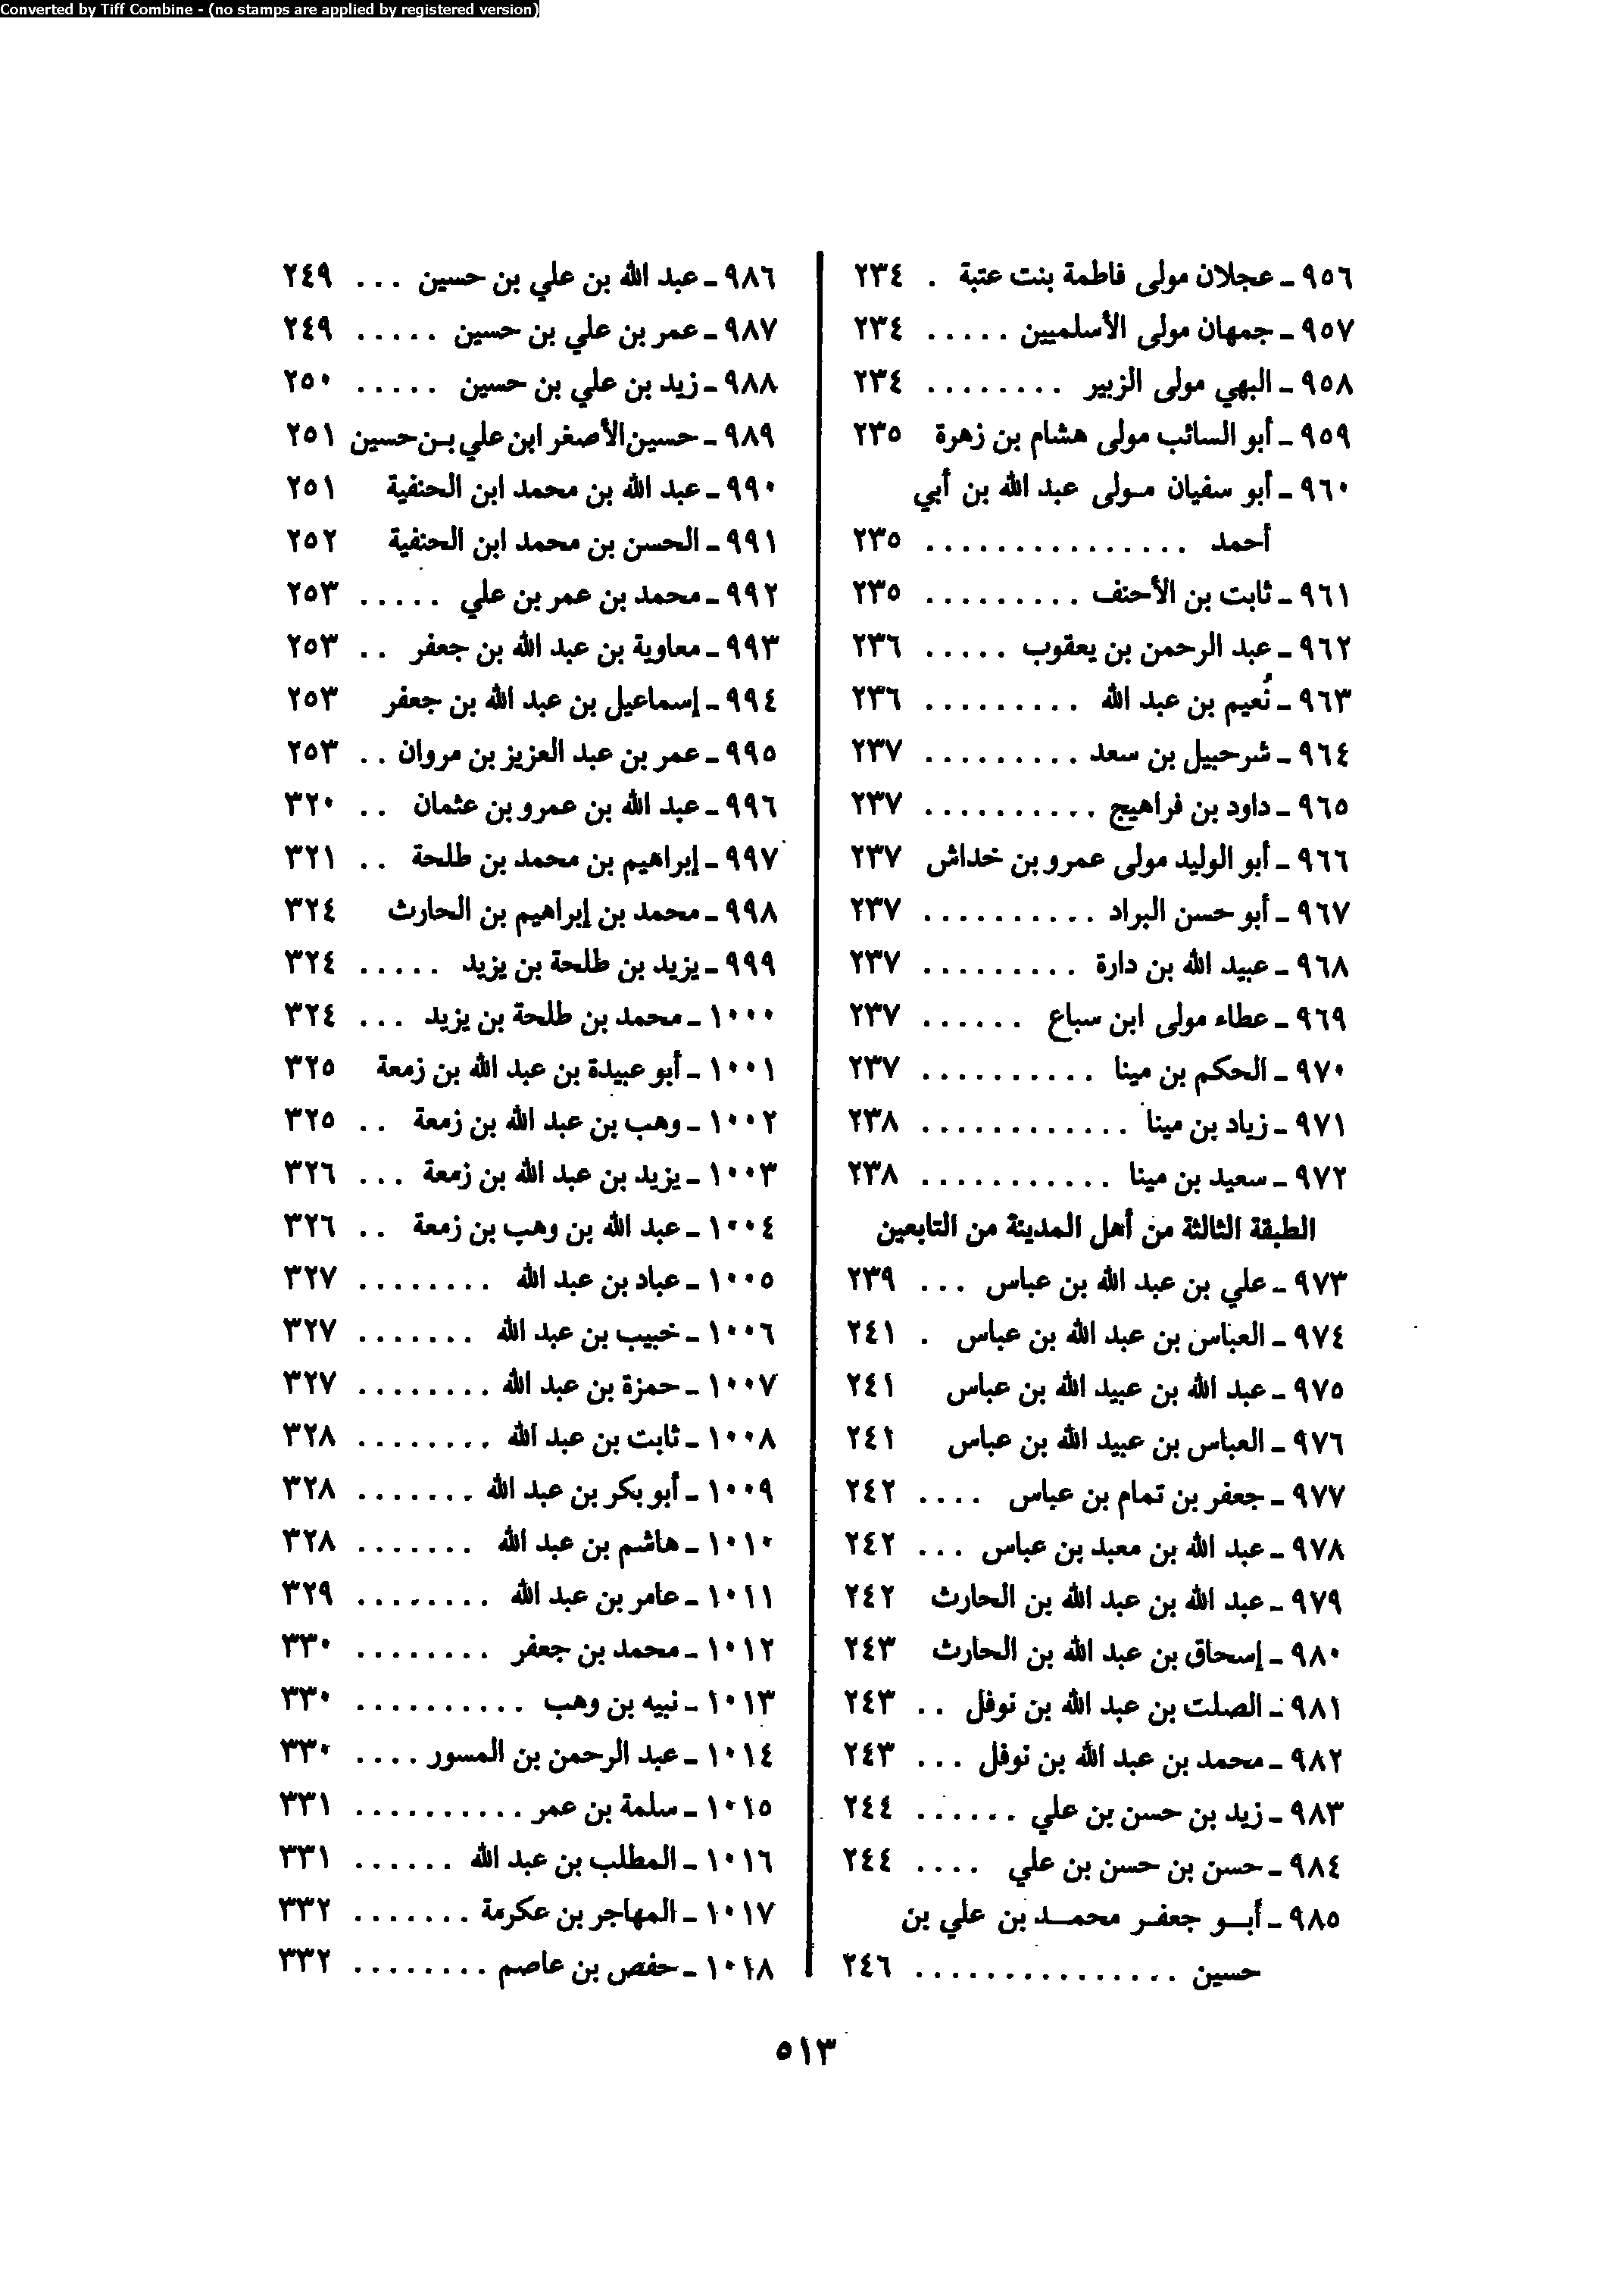 Converted by Tiff Combine - (no stamps are applied by registered version)
٩٥٦ ـ عجلان مولى فاطمة بنت عتبة . ٢٣٤
٩٥٧ ـ جمهان مولى الأسلميين ..... ٢٣٤
٩٥٨ ـ البهي مولى الزبير ........ ٢٣٤
٩٥٩ ـ أبو السائب مولى هشام بن زهرة ٢٣٥
٩٦٠ ـ أبو سفيان مولى عبد الله بن أبي
أحمد ............... ٢٣٥
٩٦١ ـ ثابت بن الأحنف ......... ٢٣٥
٩٦٢ ـ عبد الرحمن بن يعقوب ..... ٢٣٦
٩٦٣ ـ نُعيم بن عبد الله ......... ٢٣٦
٩٦٤ ـ شرحبيل بن سعد ......... ٢٣٧
٩٦٥ ـ داود بن فراهيج .......... ٢٣٧
٩٦٦ ـ أبو الوليد مولى عمرو بن خداش ٢٣٧
٩٦٧ ـ أبو حسن البراد .......... ٢٣٧
٩٦٨ ـ عبيد الله بن دارة ......... ٢٣٧
٩٦٩ ـ عطاء مولى ابن سباع ...... ٢٣٧
٩٧٠ ـ الحكم بن مينا .......... ٢٣٧
٩٧١ ـ زياد بن مينا ............ ٢٣٨
٩٧٢ ـ سعيد بن مينا ........... ٢٣٨
الطبقة الثالثة من أهل المدينة من التابعين
٩٧٣ ـ علي بن عبد الله بن عباس ... ٢٣٩
٩٧٤ ـ العباس بن عبد الله بن عباس . ٢٤١
٩٧٥ ـ عبد الله بن عبيد الله بن عباس ٢٤١
٩٧٦ ـ العباس بن عبيد الله بن عباس ٢٤١
٩٧٧ ـ جعفر بن تمام بن عباس .... ٢٤٢
٩٧٨ ـ عبد الله بن معبد بن عباس ... ٢٤٢
٩٧٩ ـ عبد الله بن عبد الله بن الحارث ٢٤٢
٩٨٠ ـ إسحاق بن عبد الله بن الحارث ٢٤٣
٩٨١ ـ الصلت بن عبد الله بن نوفل .. ٢٤٣
٩٨٢ ـ محمد بن عبد الله بن نوفل ... ٢٤٣
٩٨٣ ـ زيد بن حسن بن علي ...... ٢٤٤
٩٨٤ ـ حسن بن حسن بن علي .... ٢٤٤
٩٨٥ ـ أبو جعفر محمد بن علي بن
حسين ............... ٢٤٦
٩٨٦ ـ عبد الله بن علي بن حسين ... ٢٤٩
٩٨٧ ـ عمر بن علي بن حسين ..... ٢٤٩
٩٨٨ ـ زيد بن علي بن حسين ..... ٢٥٠
٩٨٩ ـ حسين الأصغر ابن علي بن حسين ٢٥١
٩٩٠ ـ عبد الله بن محمد ابن الحنفية ٢٥١
٩٩١ ـ الحسن بن محمد ابن الحنفية ٢٥٢
٩٩٢ ـ محمد بن عمر بن علي ..... ٢٥٣
٩٩٣ ـ معاوية بن عبد الله بن جعفر .. ٢٥٣
٩٩٤ ـ إسماعيل بن عبد الله بن جعفر ٢٥٣
٩٩٥ ـ عمر بن عبد العزيز بن مروان .. ٢٥٣
٩٩٦ ـ عبد الله بن عمرو بن عثمان .. ٣٢٠
٩٩٧ ـ إبراهيم بن محمد بن طلحة .. ٣٢١
٩٩٨ ـ محمد بن إبراهيم بن الحارث ٣٢٤
٩٩٩ ـ يزيد بن طلحة بن يزيد ..... ٣٢٤
١٠٠٠ ـ محمد بن طلحة بن يزيد ... ٣٢٤
١٠٠١ ـ أبو عبيدة بن عبد الله بن زمعة ٣٢٥
١٠٠٢ ـ وهب بن عبد الله بن زمعة .. ٣٢٥
١٠٠٣ ـ يزيد بن عبد الله بن زمعة ... ٣٢٦
١٠٠٤ ـ عبد الله بن وهب بن زمعة .. ٣٢٦
١٠٠٥ ـ عباد بن عبد الله ........ ٣٢٧
١٠٠٦ ـ خبيب بن عبد الله ....... ٣٢٧
١٠٠٧ ـ حمزة بن عبد الله ........ ٣٢٧
١٠٠٨ ـ ثابت بن عبد الله ........ ٣٢٨
١٠٠٩ ـ أبو بكر بن عبد الله ....... ٣٢٨
١٠١٠ ـ هاشم بن عبد الله ....... ٣٢٨
١٠١١ ـ عامر بن عبد الله ........ ٣٢٩
١٠١٢ ـ محمد بن جعفر ........ ٣٣٠
١٠١٣ ـ نبيه بن وهب .......... ٣٣٠
١٠١٤ ـ عبد الرحمن بن المسور .... ٣٣٠
١٠١٥ ـ سلمة بن عمر .......... ٣٣١
١٠١٦ ـ المطلب بن عبد الله ...... ٣٣١
١٠١٧ ـ المهاجر بن عكرمة ....... ٣٣٢
١٠١٨ ـ حفص بن عاصم ........ ٣٣٢
٥١٣